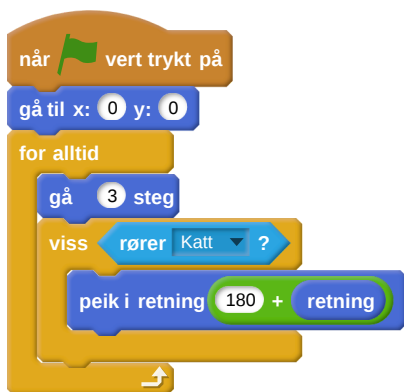 når vert trykt på
gå til x: 0 y: 0
for alltid
gå 3 steg
viss rører Katt ?
peik i retning 180 + retning